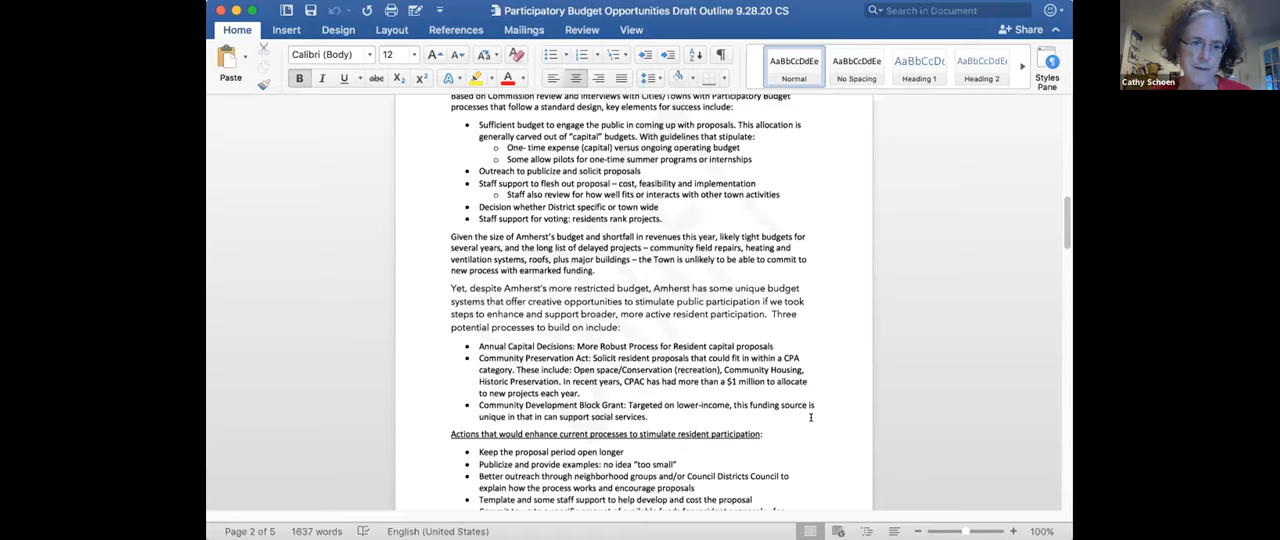 Participatory Budget Opportunities Draft Outline 9.28.20 CS
Search in Document
Home Insert Draw Design Layout References Mailings Review View Share
Paste
Calibri (Body) 12
B I U abc X₂ X² A A
AaBbCcDdEe AaBbCcDdEe AaBbCcDc AaBbCcDdEe
Normal No Spacing Heading 1 Heading 2 Styles
Pane
Cathy Schoen
Based on Commission review and interviews with Cities/Towns with Participatory Budget
processes that follow a standard design, key elements for success include:
• Sufficient budget to engage the public in coming up with proposals. This allocation is
generally carved out of "capital" budgets. With guidelines that stipulate:
o One- time expense (capital) versus ongoing operating budget
o Some allow pilots for one-time summer programs or internships
• Outreach to publicize and solicit proposals
• Staff support to flesh out proposal – cost, feasibility and implementation
o Staff also review for how well fits or interacts with other town activities
• Decision whether District specific or town wide
• Staff support for voting: residents rank projects.
Given the size of Amherst's budget and shortfall in revenues this year, likely tight budgets for
several years, and the long list of delayed projects – community field repairs, heating and
ventilation systems, roofs, plus major buildings – the Town is unlikely to be able to commit to
new process with earmarked funding.
Yet, despite Amherst's more restricted budget, Amherst has some unique budget
systems that offer creative opportunities to stimulate public participation if we took
steps to enhance and support broader, more active resident participation. Three
potential processes to build on include:
• Annual Capital Decisions: More Robust Process for Resident capital proposals
• Community Preservation Act: Solicit resident proposals that could fit in within a CPA
category. These include: Open space/Conservation (recreation), Community Housing,
Historic Preservation. In recent years, CPAC has had more than a $1 million to allocate
to new projects each year.
• Community Development Block Grant: Targeted on lower-income, this funding source is
unique in that in can support social services.
Actions that would enhance current processes to stimulate resident participation:
• Keep the proposal period open longer
• Publicize and provide examples: no idea "too small"
• Better outreach through neighborhood groups and/or Council Districts Council to
explain how the process works and encourage proposals
• Template and some staff support to help develop and cost the proposal
Page 2 of 5 1637 words English (United States) 100%